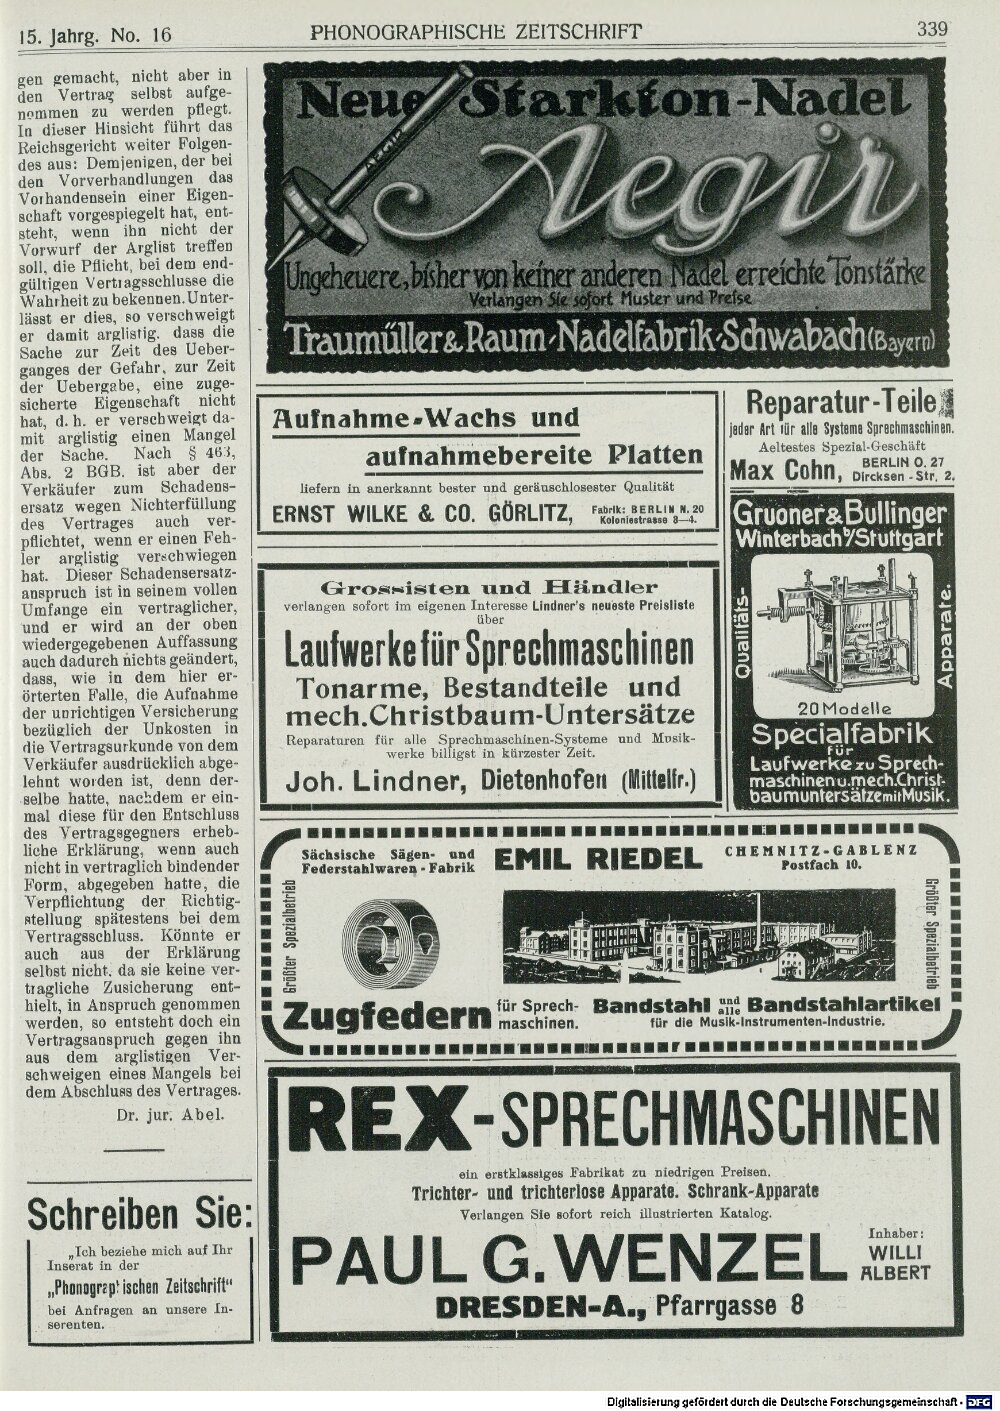 15. Jahrg. No. 16
PHONOGRAPHISCHE ZEITSCHRIFT
339
gen gemacht, nicht aber in
den Vertrag selbst aufge-
nommen zu werden pflegt.
In dieser Hinsicht führt das
Reichsgericht weiter Folgen-
des aus: Demjenigen, der bei
den Vorverhandlungen das
Vorhandensein einer Eigen-
schaft vorgespiegelt hat, ent-
steht, wenn ihn nicht der
Vorwurf der Arglist treffen
soll, die Pflicht, bei dem end-
gültigen Vertragsschlusse die
Wahrheit zu bekennen. Unter-
lässt er dies, so verschweigt
er damit arglistig, dass die
Sache zur Zeit des Ueber-
ganges der Gefahr, zur Zeit
der Uebergabe, eine zuge-
sicherte Eigenschaft nicht
hat, d. h. er verschweigt da-
mit arglistig einen Mangel
der Sache. Nach § 463,
Abs. 2 BGB. ist aber der
Verkäufer zum Schadens-
ersatz wegen Nichterfüllung
des Vertrages auch ver-
pflichtet, wenn er einen Feh-
ler arglistig verschwiegen
hat. Dieser Schadensersatz-
anspruch ist in seinem vollen
Umfange ein vertraglicher,
und er wird an der oben
wiedergegebenen Auffassung
auch dadurch nichts geändert,
dass, wie in dem hier er-
örterten Falle, die Aufnahme
der unrichtigen Versicherung
bezüglich der Unkosten in
die Vertragsurkunde von dem
Verkäufer ausdrücklich abge-
lehnt worden ist, denn der-
selbe hatte, nachdem er ein-
mal diese für den Entschluss
des Vertragsgegners erheb-
liche Erklärung, wenn auch
nicht in vertraglich bindender
Form, abgegeben hatte, die
Verpflichtung der Richtig-
stellung spätestens bei dem
Vertragsschluss. Könnte er
auch aus der Erklärung
selbst nicht, da sie keine ver-
tragliche Zusicherung ent-
hielt, in Anspruch genommen
werden, so entsteht doch ein
Vertragsanspruch gegen ihn
aus dem arglistigen Ver-
schweigen eines Mangels bei
dem Abschluss des Vertrages.
Dr. jur. Abel.
Schreiben Sie:
„Ich beziehe mich auf Ihr
Inserat in der
„Phonographischen Zeitschrift“
bei Anfragen an unsere In-
serenten.
Neue Starkton-Nadel
AEGIR
Aegir
Ungeheuere, bisher von keiner anderen Nadel erreichte Tonstärke
Verlangen Sie sofort Muster und Preise
Traumüller & Raum-Nadelfabrik-Schwabach (Bayern)
Aufnahme-Wachs und
aufnahmebereite Platten
liefern in anerkannt bester und geräuschlosester Qualität
ERNST WILKE & CO. GÖRLITZ, Fabrik: BERLIN N. 20
Koloniestrasse 3—4.
Reparatur-Teile
jeder Art für alle Systeme Sprechmaschinen.
Aeltestes Spezial-Geschäft
Max Cohn, BERLIN O. 27
Dircksen-Str. 2.
Grossisten und Händler
verlangen sofort im eigenen Interesse Lindner's neueste Preisliste
über
Laufwerke für Sprechmaschinen
Tonarme, Bestandteile und
mech. Christbaum-Untersätze
Reparaturen für alle Sprechmaschinen-Systeme und Musik-
werke billigst in kürzester Zeit.
Joh. Lindner, Dietenhofen (Mittelfr.)
Gruoner & Bullinger
Winterbach b/Stuttgart
Qualitäts-
Apparate.
20 Modelle
Specialfabrik
für
Laufwerke zu Sprech-
maschinen u. mech. Christ-
baumuntersätze mit Musik.
Sächsische Sägen- und
Federstahlwaren-Fabrik
EMIL RIEDEL
CHEMNITZ-GABLENZ
Postfach 10.
Größter Spezialbetrieb
Größter Spezialbetrieb
Zugfedern für Sprech-
maschinen.
Bandstahl und alle Bandstahlartikel
für die Musik-Instrumenten-Industrie.
REX-SPRECHMASCHINEN
ein erstklassiges Fabrikat zu niedrigen Preisen.
Trichter- und trichterlose Apparate. Schrank-Apparate
Verlangen Sie sofort reich illustrierten Katalog.
PAUL G. WENZEL
Inhaber:
WILLI
ALBERT
DRESDEN-A., Pfarrgasse 8
Digitalisierung gefördert durch die Deutsche Forschungsgemeinschaft - DFG